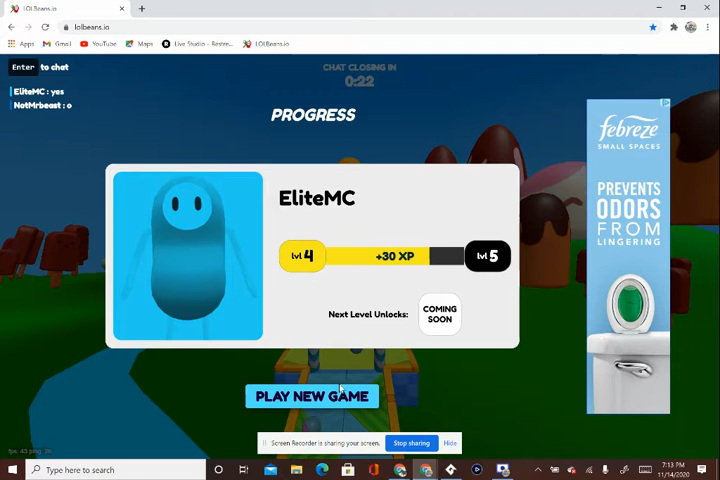 LOLBeans.io
lolbeans.io
Apps
Gmail
YouTube
Maps
Live Studio – Restre...
LOLBeans.io
Enter to chat
EliteMC : yes
NotMrbeast : o
CHAT CLOSING IN
0:22
PROGRESS
EliteMC
lvl 4
+30 XP
lvl 5
Next Level Unlocks:
COMING
SOON
PLAY NEW GAME
febreze
SMALL SPACES
PREVENTS
ODORS
FROM
LINGERING
Screen Recorder is sharing your screen.
Stop sharing
Hide
Type here to search
7:13 PM
11/14/2020